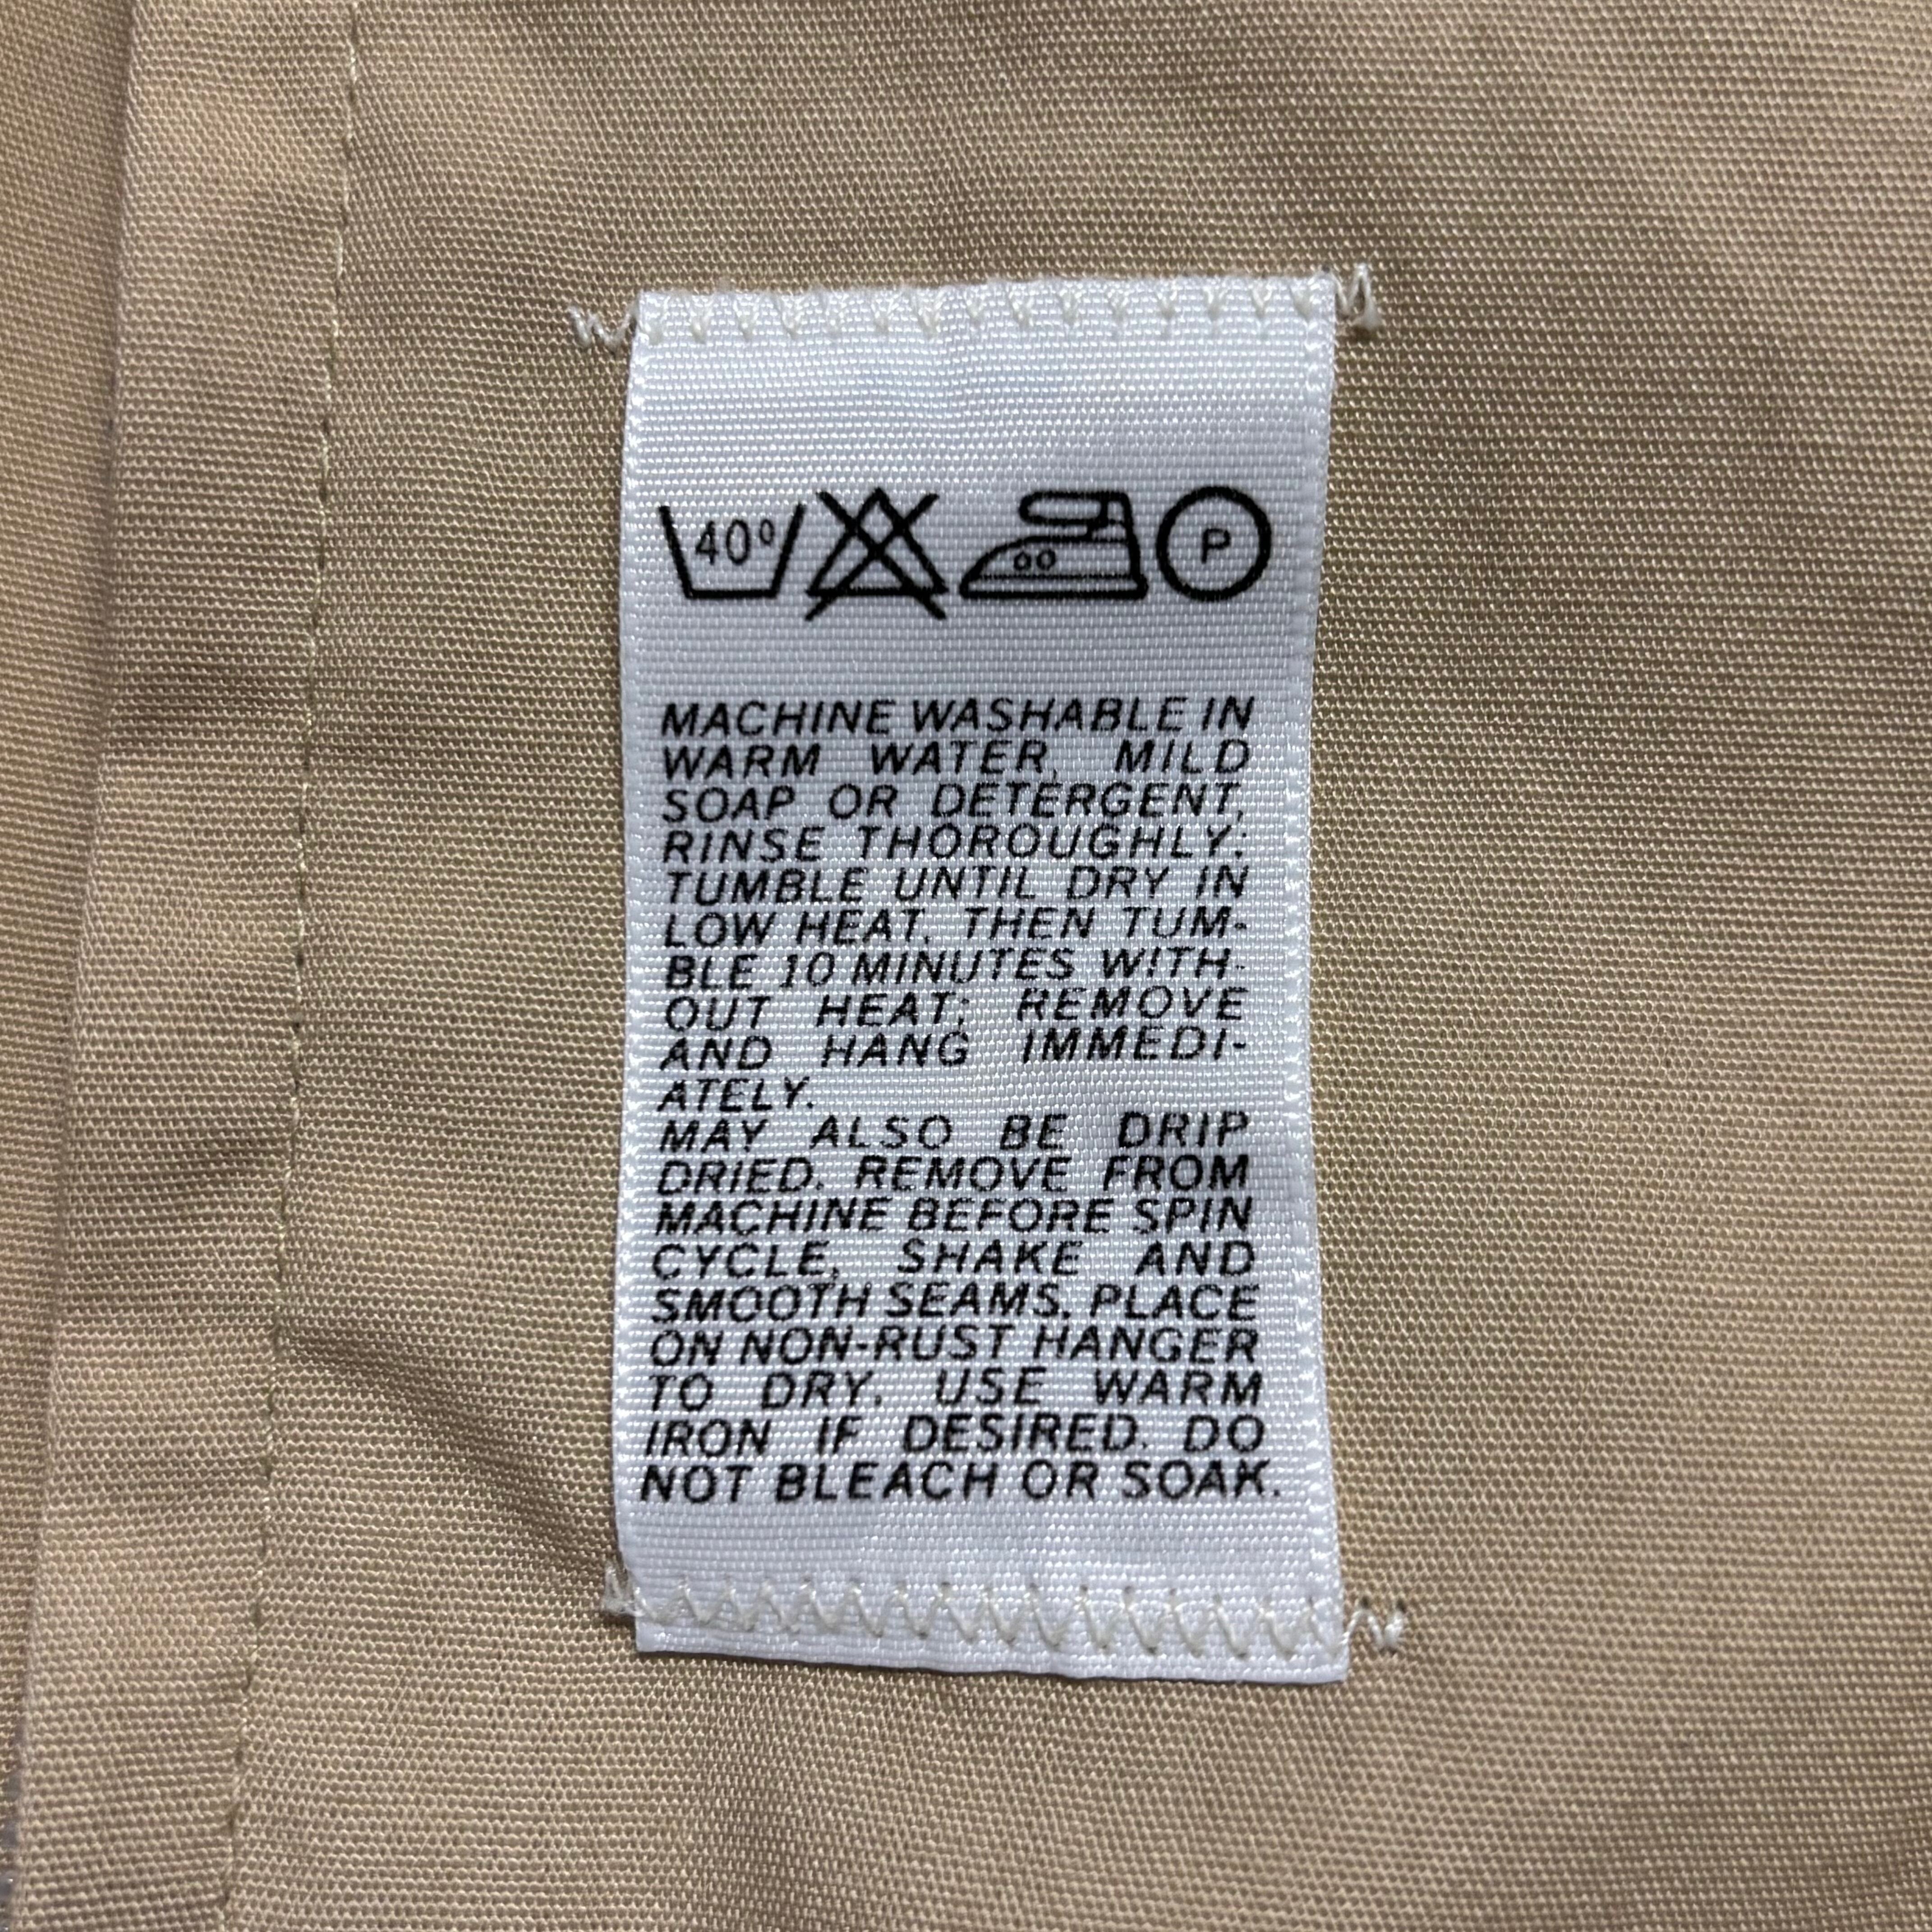 40°
P
MACHINE WASHABLE IN
WARM WATER, MILD
SOAP OR DETERGENT,
RINSE THOROUGHLY;
TUMBLE UNTIL DRY IN
LOW HEAT, THEN TUM-
BLE 10 MINUTES WITH-
OUT HEAT; REMOVE
AND HANG IMMEDI-
ATELY.
MAY ALSO BE DRIP
DRIED. REMOVE FROM
MACHINE BEFORE SPIN
CYCLE, SHAKE AND
SMOOTH SEAMS. PLACE
ON NON-RUST HANGER
TO DRY. USE WARM
IRON IF DESIRED. DO
NOT BLEACH OR SOAK.